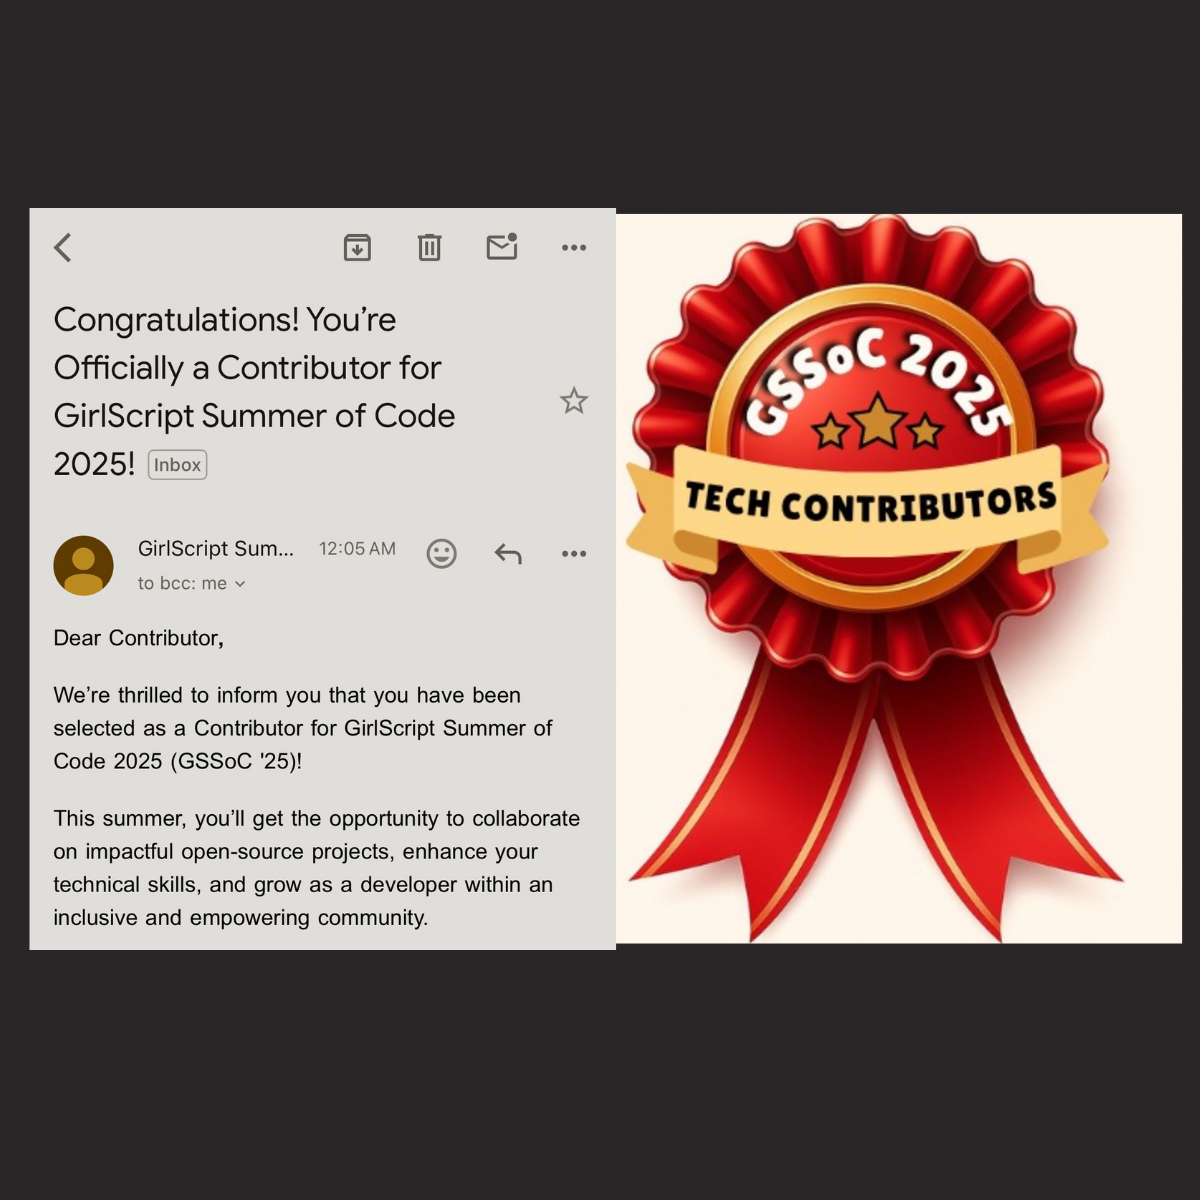 Congratulations! You’re
Officially a Contributor for
GirlScript Summer of Code
2025! Inbox
GirlScript Sum... 12:05 AM
to bcc: me
Dear Contributor,
We’re thrilled to inform you that you have been
selected as a Contributor for GirlScript Summer of
Code 2025 (GSSoC '25)!
This summer, you’ll get the opportunity to collaborate
on impactful open-source projects, enhance your
technical skills, and grow as a developer within an
inclusive and empowering community.
GSSoC 2025
TECH CONTRIBUTORS